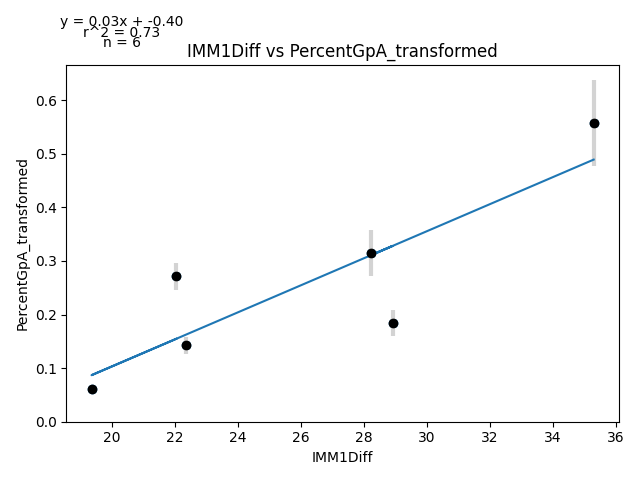 y = 0.03x + -0.40
r^2 = 0.73
n = 6
IMM1Diff vs PercentGpA_transformed
PercentGpA_transformed
0.6
0.5
0.4
0.3
0.2
0.1
0.0
20 22 24 26 28 30 32 34 36
IMM1Diff